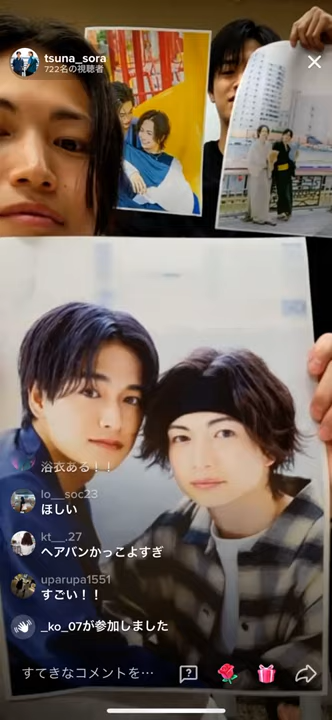 tsuna_sora
722名の視聴者
浴衣ある！！
lo__soc23
ほしい
kt__.27
ヘアバンかっこよすぎ
uparupa1551
すごい！！
_ko_07が参加しました
すてきなコメントを…